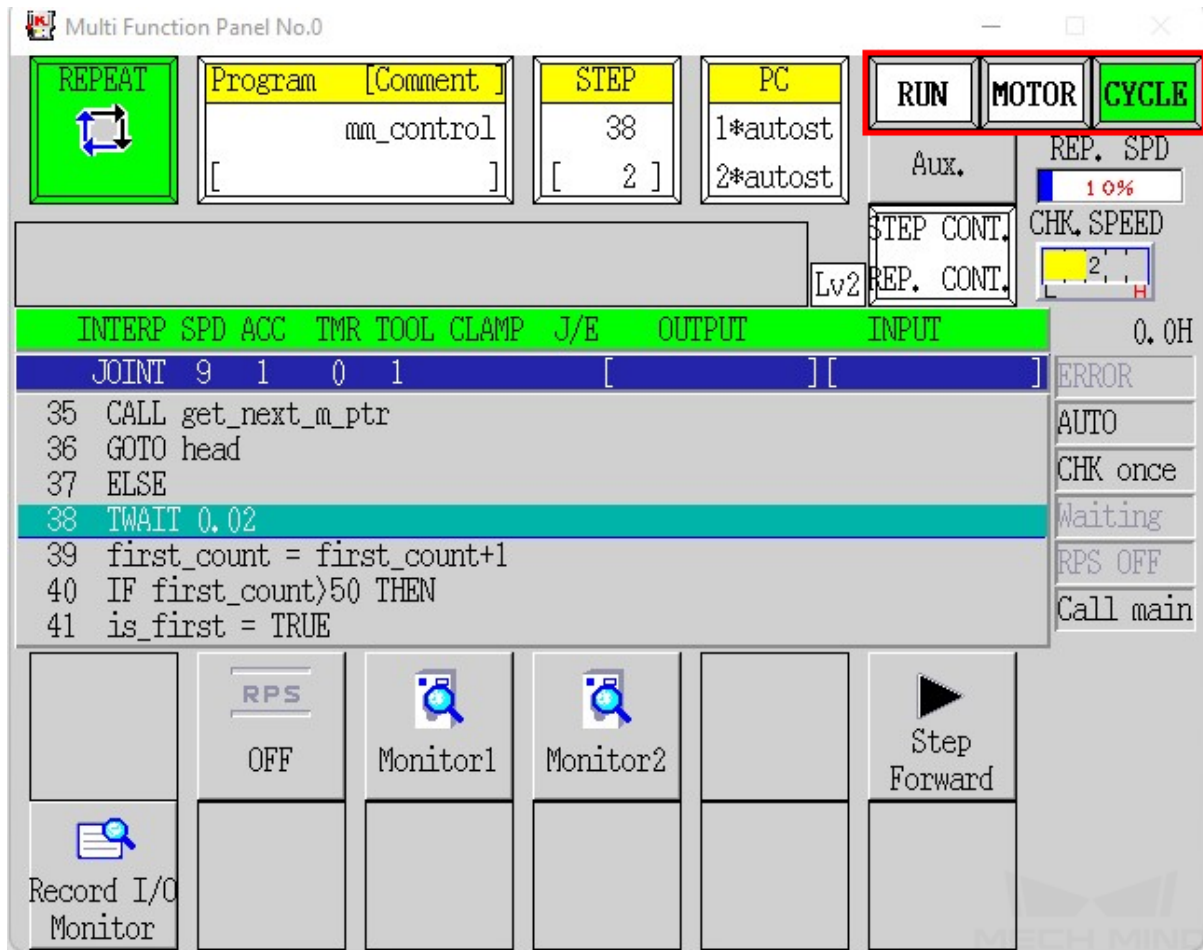 Multi Function Panel No.0
REPEAT
Program [Comment ]
mm_control
[ ]
STEP
38
[ 2 ]
PC
1*autost
2*autost
RUN MOTOR CYCLE
Aux.
REP. SPD
10%
STEP CONT.
REP. CONT.
CHK.SPEED
2
L H
Lv2
INTERP SPD ACC TMR TOOL CLAMP J/E OUTPUT INPUT
0.0H
JOINT 9 1 0 1 [ ][ ]
35 CALL get_next_m_ptr
36 GOTO head
37 ELSE
38 TWAIT 0.02
39 first_count = first_count+1
40 IF first_count>50 THEN
41 is_first = TRUE
ERROR
AUTO
CHK once
Waiting
RPS OFF
Call main
RPS
OFF
Monitor1
Monitor2
Step
Forward
Record I/O
Monitor
MECH MIND